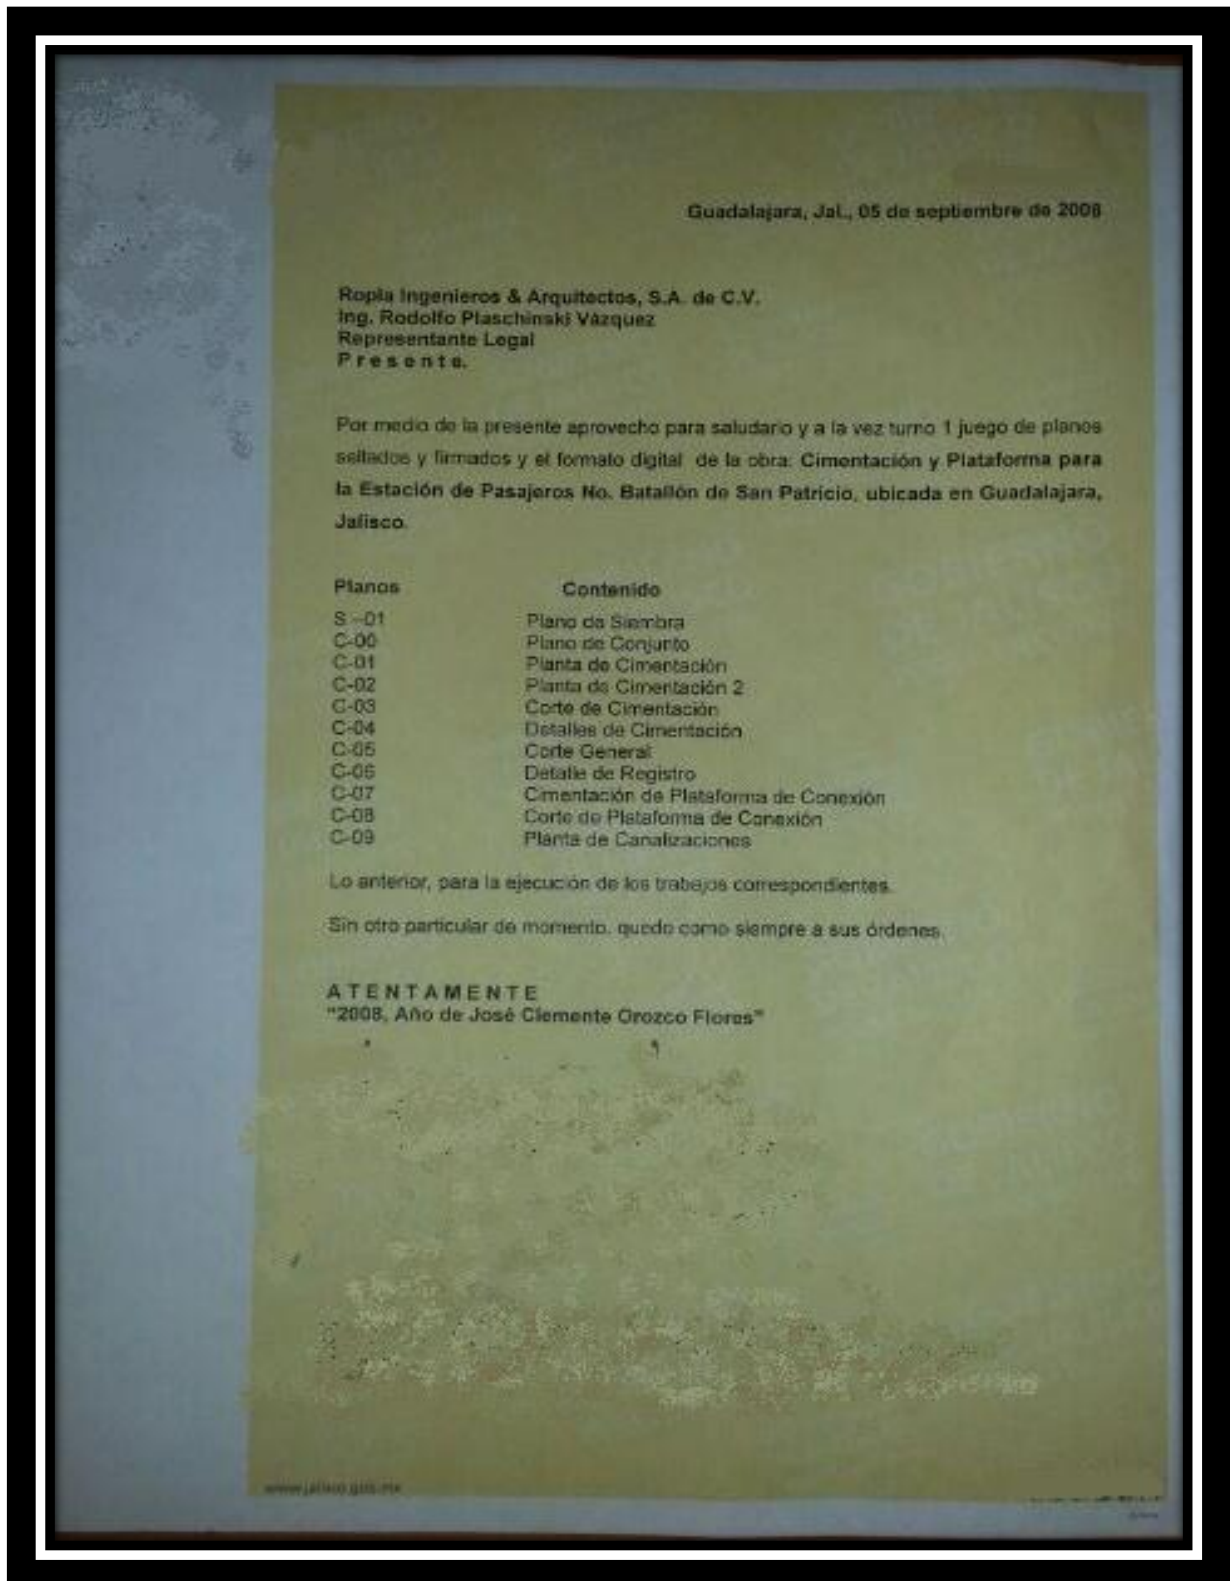 Guadalajara, Jal., 05 de septiembre de 2008
Ropla Ingenieros & Arquitectos, S.A. de C.V.
Ing. Rodolfo Plaschinski Vázquez
Representante Legal
P r e s e n t e.
Por medio de la presente aprovecho para saludarlo y a la vez turno 1 juego de planos
sellados y firmados y el formato digital de la obra: Cimentación y Plataforma para
la Estación de Pasajeros No. Batallón de San Patricio, ubicada en Guadalajara,
Jalisco.
Planos Contenido
S -01 Plano de Siembra
C-00 Plano de Conjunto
C-01 Planta de Cimentación
C-02 Planta de Cimentación 2
C-03 Corte de Cimentación
C-04 Detalles de Cimentación
C-05 Corte General
C-06 Detalle de Registro
C-07 Cimentación de Plataforma de Conexión
C-08 Corte de Plataforma de Conexión
C-09 Planta de Canalizaciones
Lo anterior, para la ejecución de los trabajos correspondientes.
Sin otro particular de momento, quedo como siempre a sus órdenes.
A T E N T A M E N T E
"2008, Año de José Clemente Orozco Flores"
www.jalisco.gob.mx